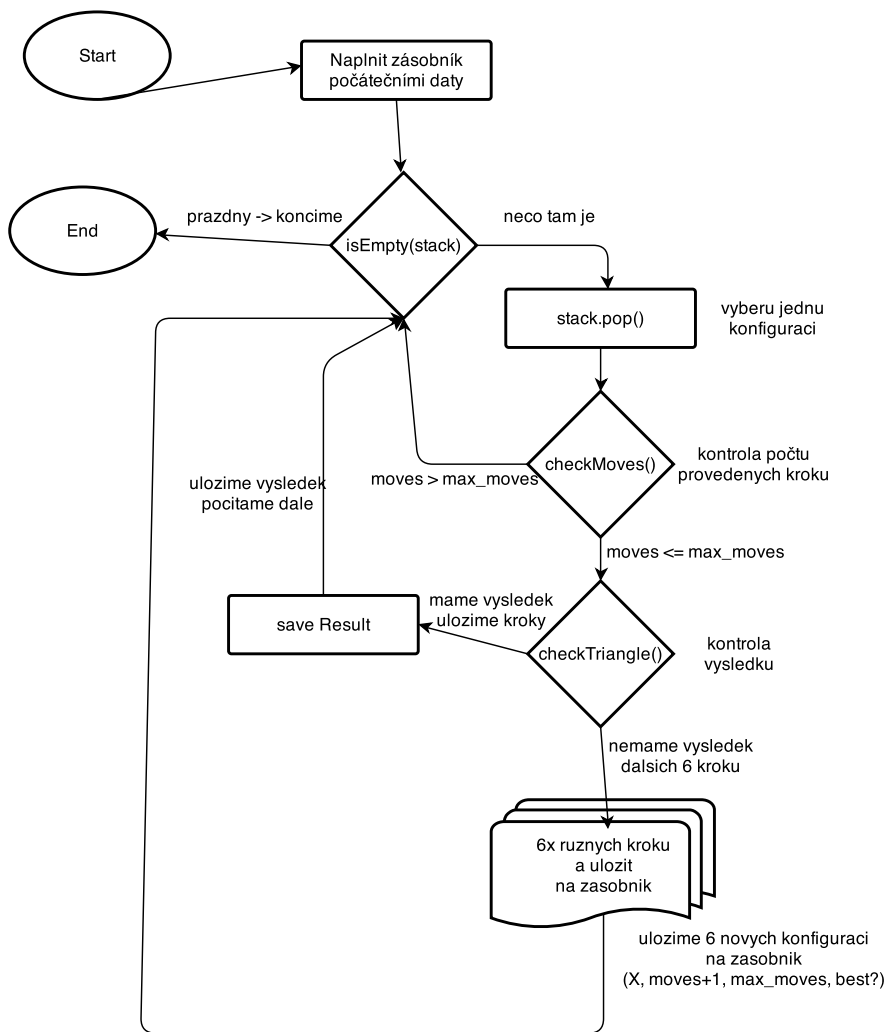 Start
Naplnit zásobník
počátečními daty
prazdny -> koncime
neco tam je
End
isEmpty(stack)
stack.pop()
vyberu jednu
konfiguraci
checkMoves()
kontrola počtu
provedenych kroku
moves > max_moves
ulozime vysledek
pocitame dale
moves <= max_moves
mame vysledek
ulozime kroky
save Result
checkTriangle()
kontrola
vysledku
nemame vysledek
dalsich 6 kroku
6x ruznych kroku
a ulozit
na zasobnik
ulozime 6 novych konfiguraci
na zasobnik
(X, moves+1, max_moves, best?)